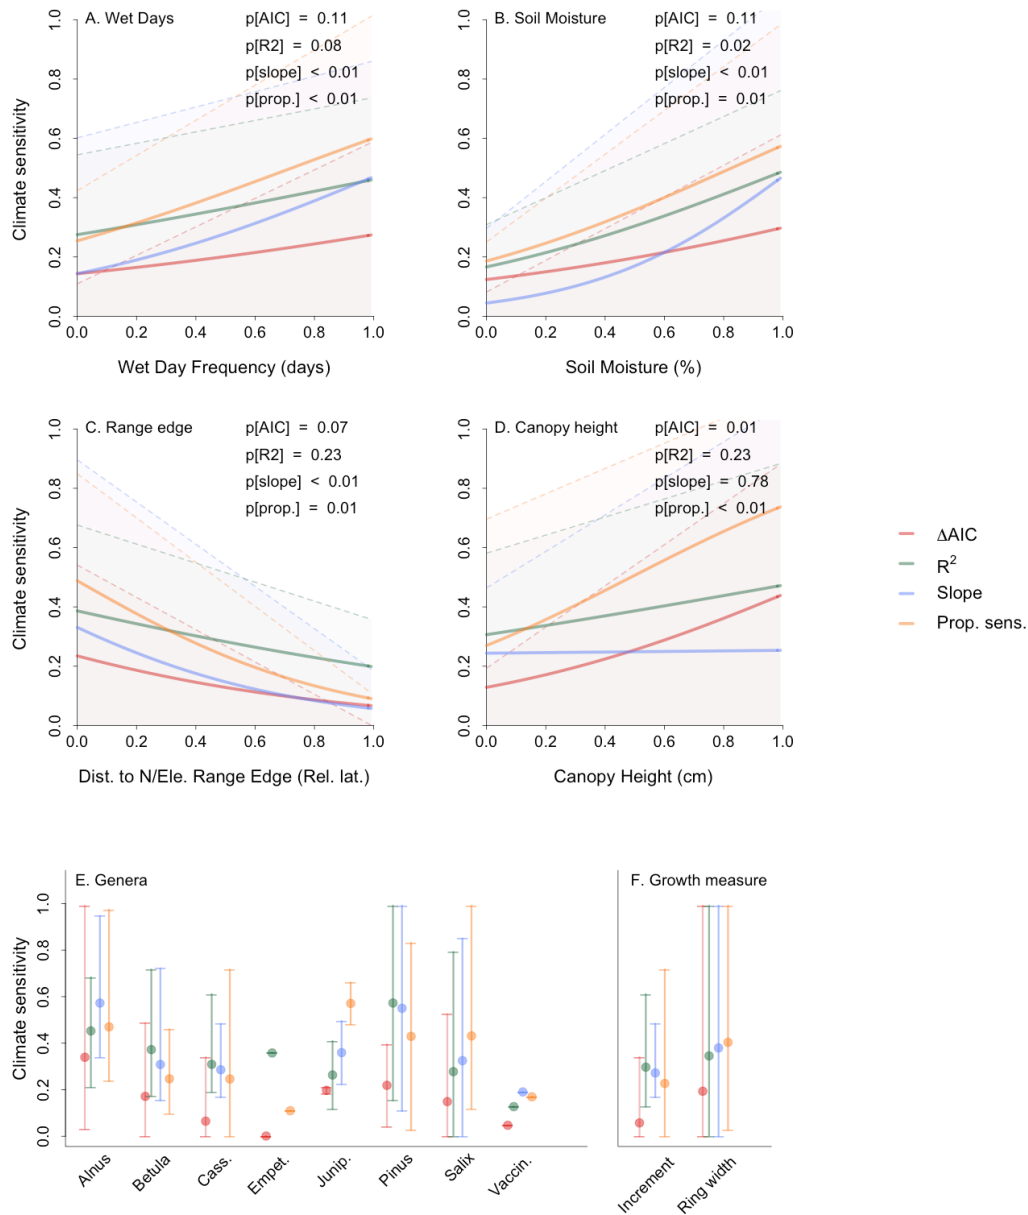 A. Wet Days
p[AIC] = 0.11
p[R2] = 0.08
p[slope] < 0.01
p[prop.] < 0.01
Climate sensitivity
0.0 0.2 0.4 0.6 0.8 1.0
0.0 0.2 0.4 0.6 0.8 1.0
Wet Day Frequency (days)
B. Soil Moisture
p[AIC] = 0.11
p[R2] = 0.02
p[slope] < 0.01
p[prop.] = 0.01
0.0 0.2 0.4 0.6 0.8 1.0
0.0 0.2 0.4 0.6 0.8 1.0
Soil Moisture (%)
C. Range edge
p[AIC] = 0.07
p[R2] = 0.23
p[slope] < 0.01
p[prop.] = 0.01
Climate sensitivity
0.0 0.2 0.4 0.6 0.8 1.0
0.0 0.2 0.4 0.6 0.8 1.0
Dist. to N/Ele. Range Edge (Rel. lat.)
D. Canopy height
p[AIC] = 0.01
p[R2] = 0.23
p[slope] = 0.78
p[prop.] < 0.01
0.0 0.2 0.4 0.6 0.8 1.0
0.0 0.2 0.4 0.6 0.8 1.0
Canopy Height (cm)
ΔAIC
R²
Slope
Prop. sens.
E. Genera
Climate sensitivity
0.0 0.2 0.4 0.6 0.8 1.0
Alnus
Betula
Cass.
Empet.
Junip.
Pinus
Salix
Vaccin.
F. Growth measure
Increment
Ring width